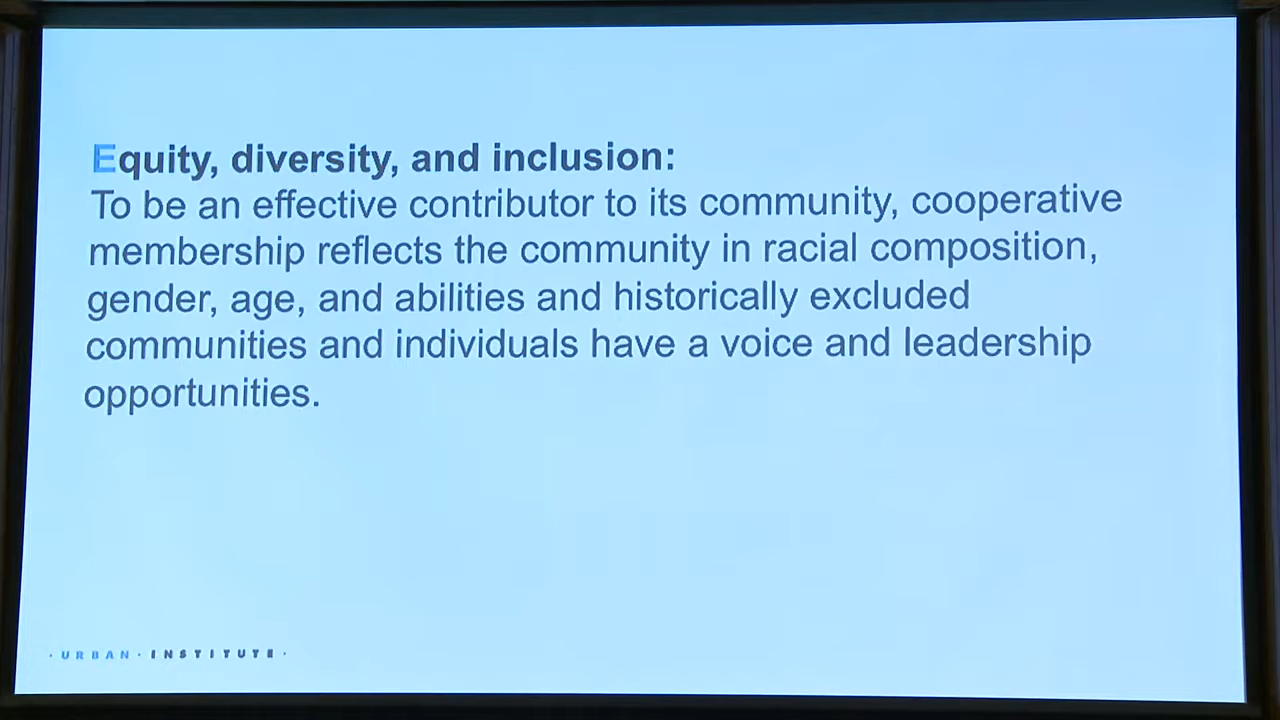 Equity, diversity, and inclusion:
To be an effective contributor to its community, cooperative
membership reflects the community in racial composition,
gender, age, and abilities and historically excluded
communities and individuals have a voice and leadership
opportunities.
· URBAN · INSTITUTE ·